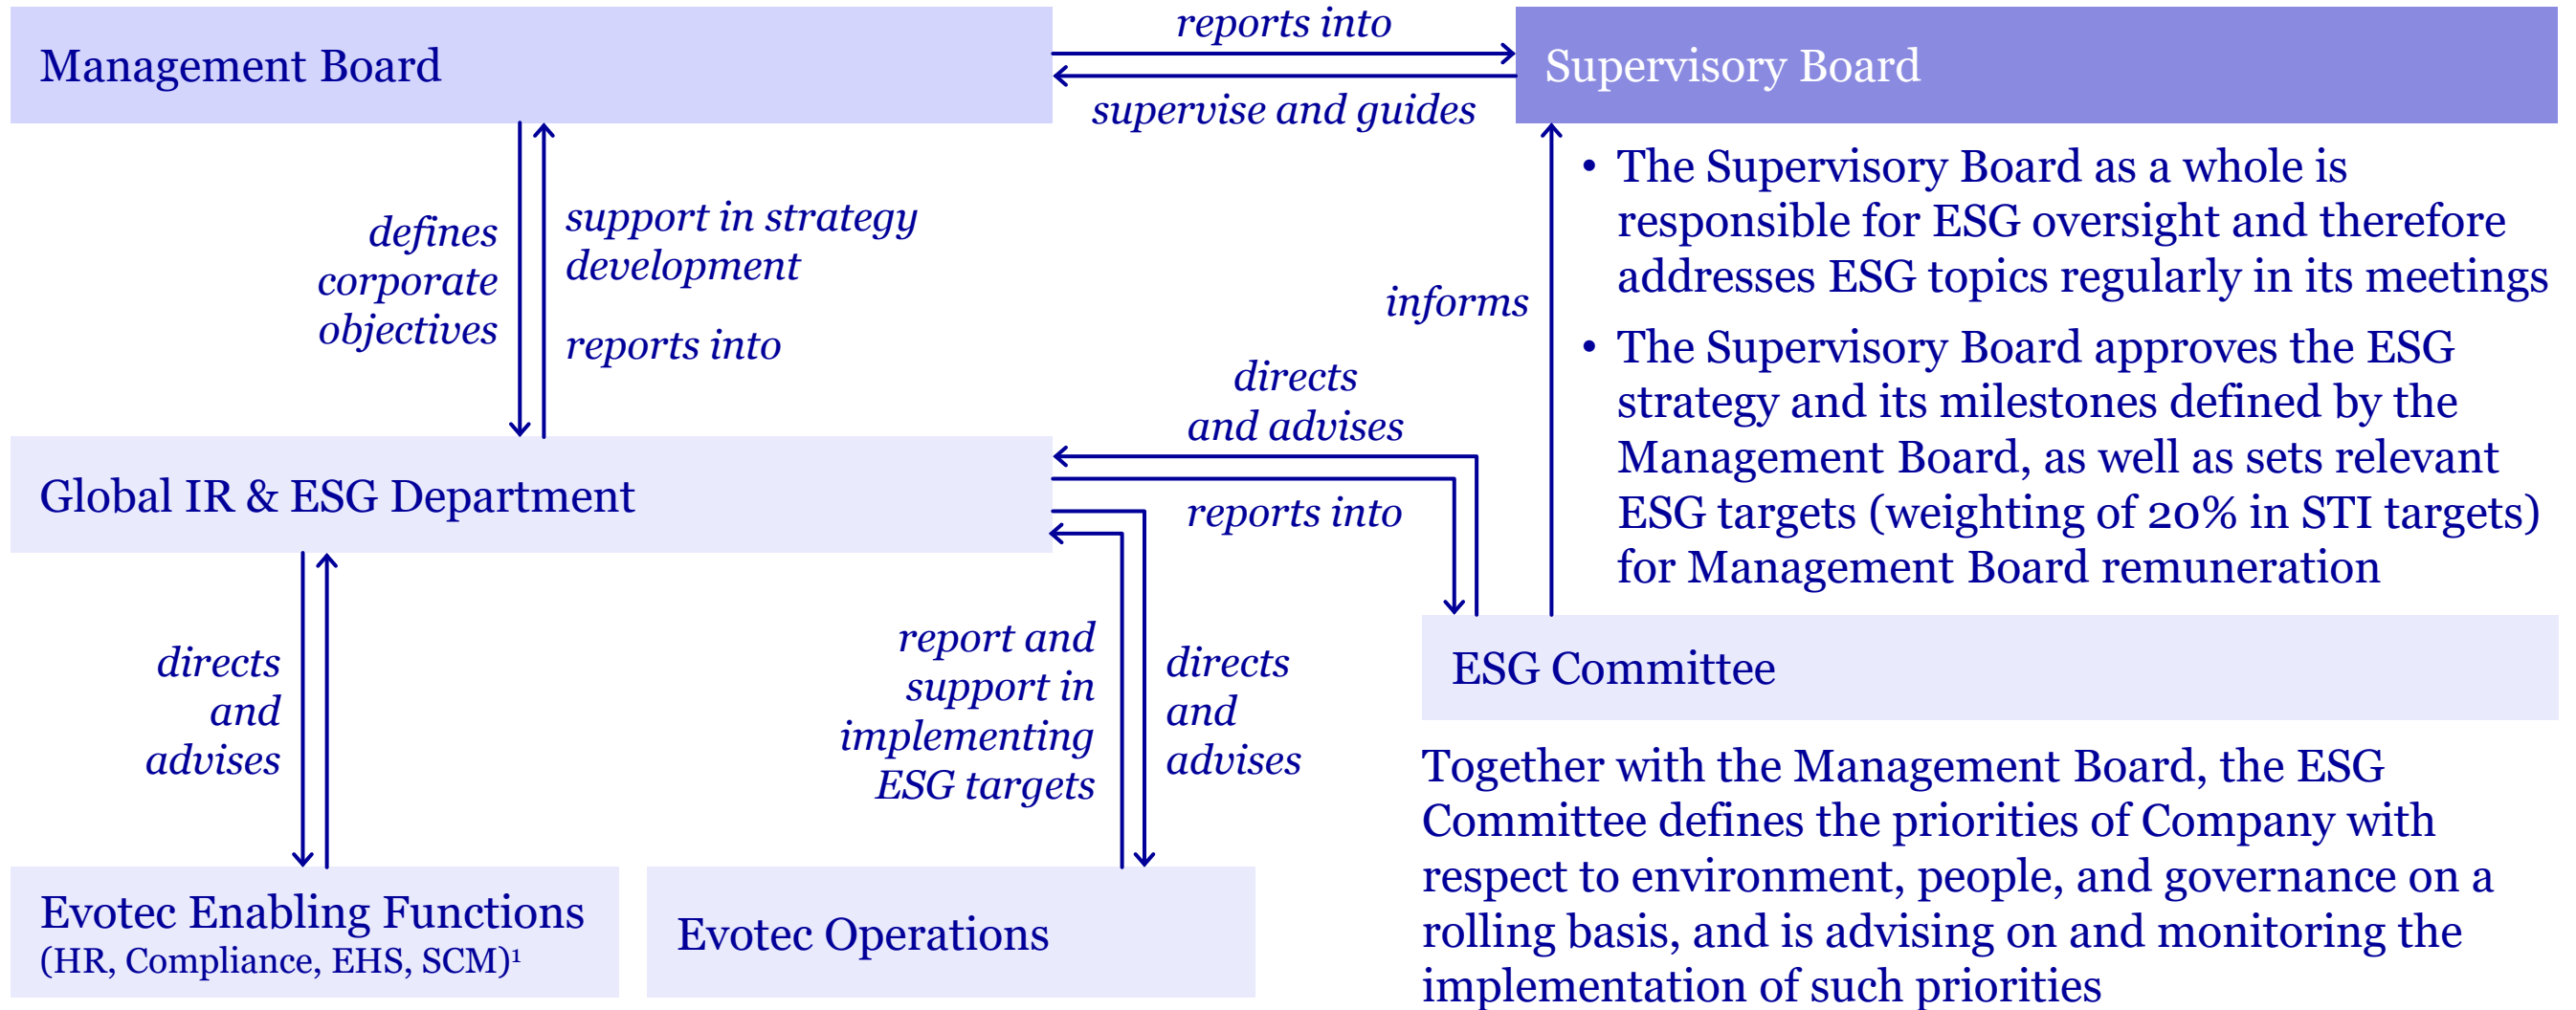 Management Board
reports into
supervise and guides
Supervisory Board
defines
corporate
objectives
support in strategy
development
reports into
informs
• The Supervisory Board as a whole is
responsible for ESG oversight and therefore
addresses ESG topics regularly in its meetings
• The Supervisory Board approves the ESG
strategy and its milestones defined by the
Management Board, as well as sets relevant
ESG targets (weighting of 20% in STI targets)
for Management Board remuneration
Global IR & ESG Department
directs
and advises
reports into
directs
and
advises
report and
support in
implementing
ESG targets
directs
and
advises
ESG Committee
Together with the Management Board, the ESG
Committee defines the priorities of Company with
respect to environment, people, and governance on a
rolling basis, and is advising on and monitoring the
implementation of such priorities
Evotec Enabling Functions
(HR, Compliance, EHS, SCM)¹
Evotec Operations